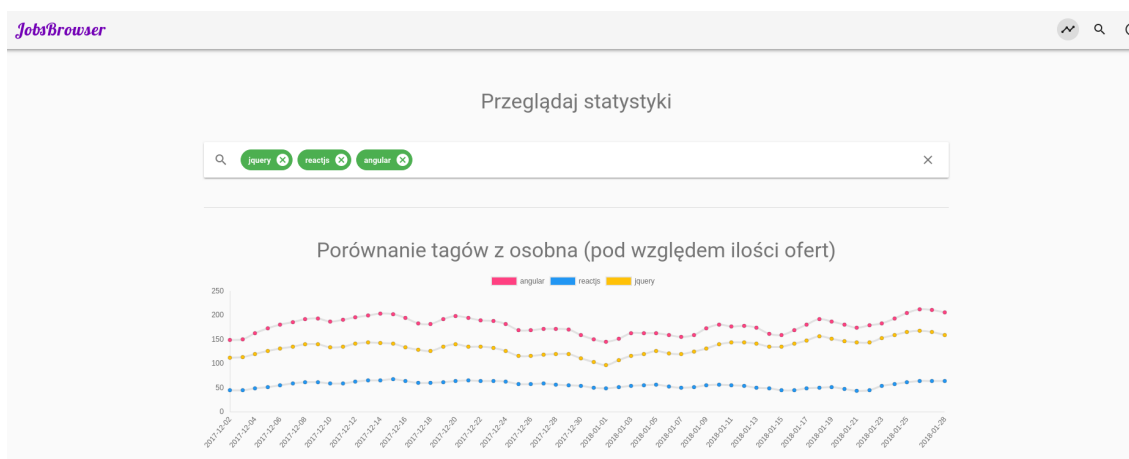 JobsBrowser
Przeglądaj statystyki
jquery reactjs angular
Porównanie tagów z osobna (pod względem ilości ofert)
angular reactjs jquery
250
200
150
100
50
0
2017-12-02 2017-12-04 2017-12-06 2017-12-08 2017-12-10 2017-12-12 2017-12-14 2017-12-16 2017-12-18 2017-12-20 2017-12-22 2017-12-24 2017-12-26 2017-12-28 2017-12-30 2018-01-01 2018-01-03 2018-01-05 2018-01-07 2018-01-09 2018-01-11 2018-01-13 2018-01-15 2018-01-17 2018-01-19 2018-01-21 2018-01-23 2018-01-25 2018-01-28